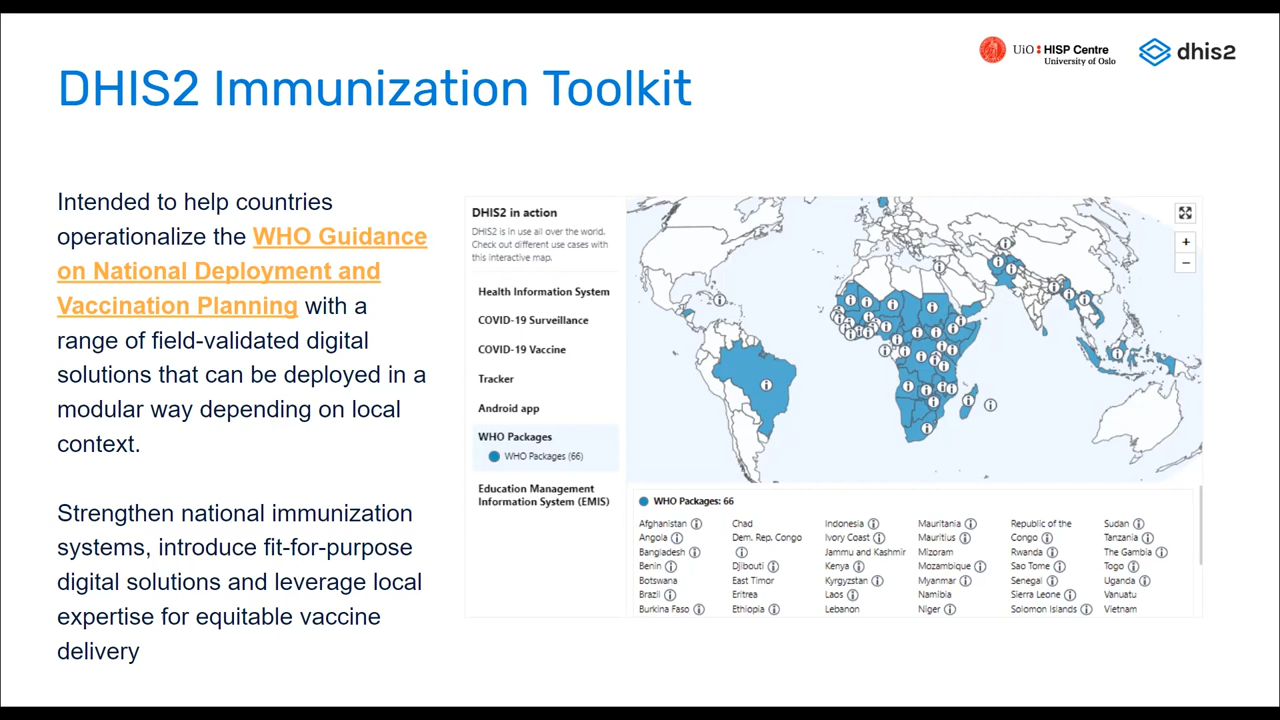 UiO : HISP Centre
University of Oslo
dhis2
DHIS2 Immunization Toolkit
Intended to help countries
operationalize the WHO Guidance
on National Deployment and
Vaccination Planning with a
range of field-validated digital
solutions that can be deployed in a
modular way depending on local
context.
Strengthen national immunization
systems, introduce fit-for-purpose
digital solutions and leverage local
expertise for equitable vaccine
delivery
DHIS2 in action
DHIS2 is in use all over the world.
Check out different use cases with
this interactive map.
Health Information System
COVID-19 Surveillance
COVID-19 Vaccine
Tracker
Android app
WHO Packages
WHO Packages (66)
Education Management
Information System (EMIS)
+
−
WHO Packages: 66
Afghanistan
Angola
Bangladesh
Benin
Botswana
Brazil
Burkina Faso
Chad
Dem. Rep. Congo
Djibouti
East Timor
Eritrea
Ethiopia
Indonesia
Ivory Coast
Jammu and Kashmir
Kenya
Kyrgyzstan
Laos
Lebanon
Mauritania
Mauritius
Mizoram
Mozambique
Myanmar
Namibia
Niger
Republic of the
Congo
Rwanda
Sao Tome
Senegal
Sierra Leone
Solomon Islands
Sudan
Tanzania
The Gambia
Togo
Uganda
Vanuatu
Vietnam